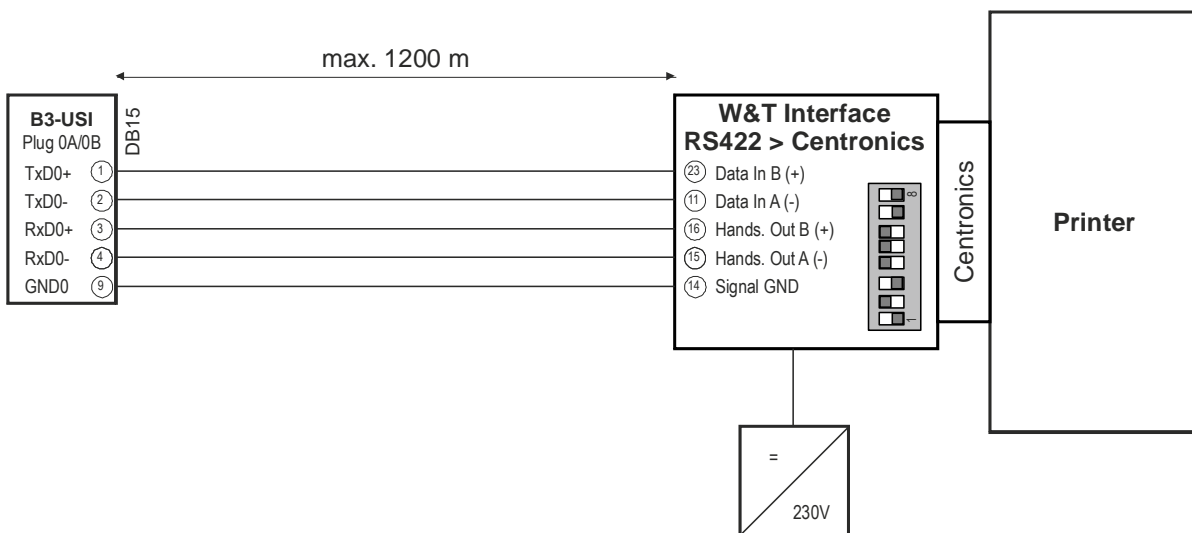 max. 1200 m
B3-USI
Plug 0A/0B
DB15
TxD0+ 1
TxD0- 2
RxD0+ 3
RxD0- 4
GND0 9
W&T Interface
RS422 > Centronics
23 Data In B (+)
11 Data In A (-)
16 Hands. Out B (+)
15 Hands. Out A (-)
14 Signal GND
8
1
Centronics
Printer
=
230V